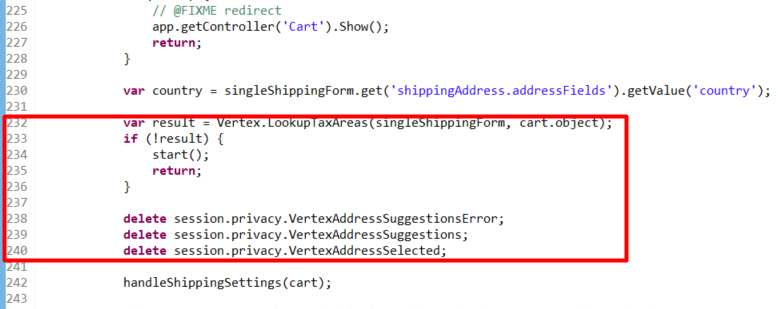 225 // @FIXME redirect
226 app.getController('Cart').Show();
227 return;
228 }
229
230 var country = singleShippingForm.get('shippingAddress.addressFields').getValue('country');
231
232 var result = Vertex.LookupTaxAreas(singleShippingForm, cart.object);
233 if (!result) {
234 start();
235 return;
236 }
237
238 delete session.privacy.VertexAddressSuggestionsError;
239 delete session.privacy.VertexAddressSuggestions;
240 delete session.privacy.VertexAddressSelected;
241
242 handleShippingSettings(cart);
243